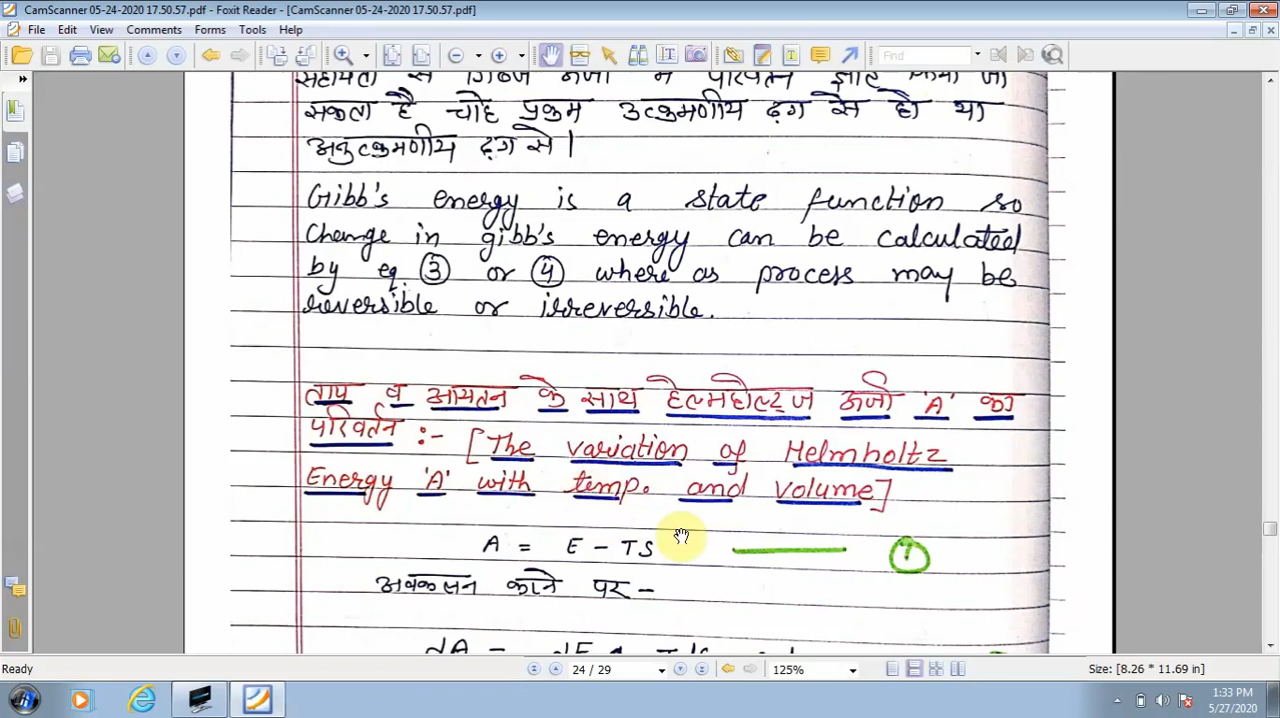 CamScanner 05-24-2020 17.50.57.pdf - Foxit Reader - [CamScanner 05-24-2020 17.50.57.pdf]
File Edit View Comments Forms Tools Help
Find
सकता है चाहे प्रक्रम उत्क्रमणीय ढ़ंग से हो या
अनुत्क्रमणीय ढ़ंग से।
Gibb's energy is a state function so
change in gibb's energy can be calculated
by eq. ③ or ④ where as process may be
reversible or irreversible.
ताप व आयतन के साथ हेल्महोल्ट्ज ऊर्जा 'A' का
परिवर्तन :- [The variation of Helmholtz
Energy 'A' with temp. and volume]
A = E - TS ①
अवकलन करने पर -
Ready 24 / 29 125% Size: [8.26 * 11.69 in]
1:33 PM
5/27/2020